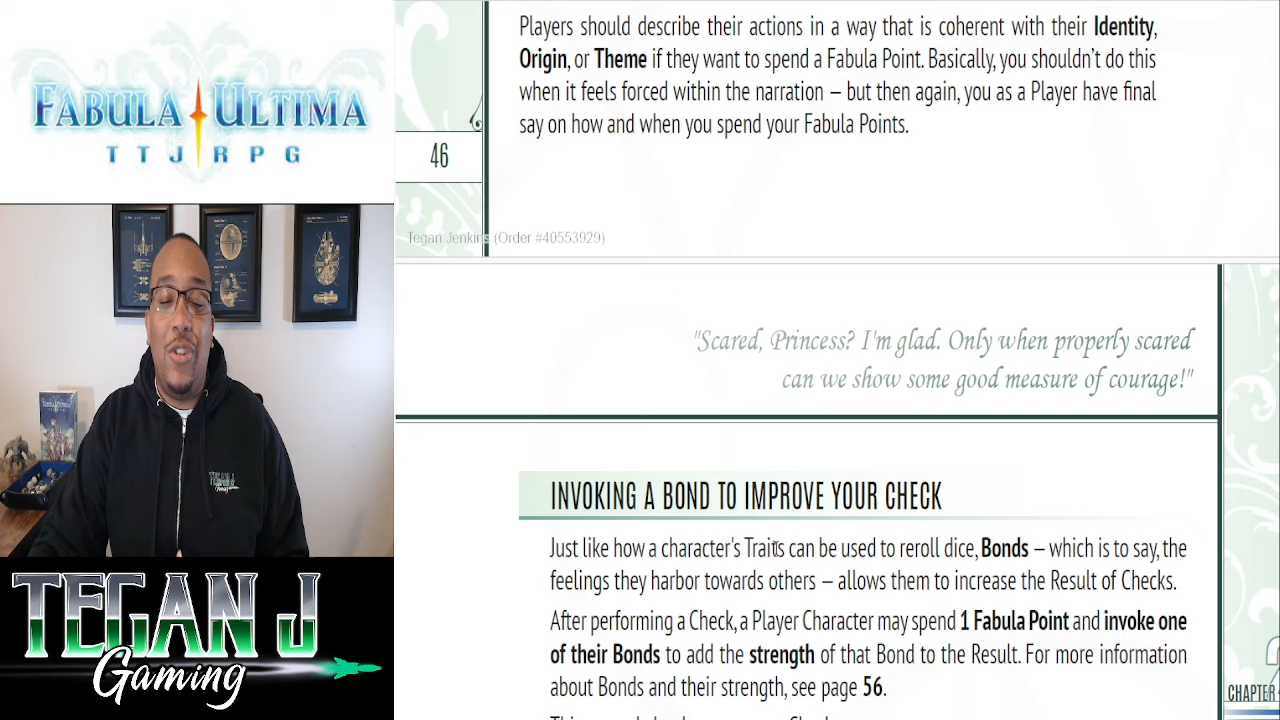 FABULA ULTIMA
TTJRPG
TEGAN J
Gaming
Players should describe their actions in a way that is coherent with their Identity,
Origin, or Theme if they want to spend a Fabula Point. Basically, you shouldn't do this
when it feels forced within the narration – but then again, you as a Player have final
say on how and when you spend your Fabula Points.
46
Tegan Jenkins (Order #40553929)
"Scared, Princess? I'm glad. Only when properly scared
can we show some good measure of courage!"
INVOKING A BOND TO IMPROVE YOUR CHECK
Just like how a character's Traits can be used to reroll dice, Bonds – which is to say, the
feelings they harbor towards others – allows them to increase the Result of Checks.
After performing a Check, a Player Character may spend 1 Fabula Point and invoke one
of their Bonds to add the strength of that Bond to the Result. For more information
about Bonds and their strength, see page 56.
CHAPTER